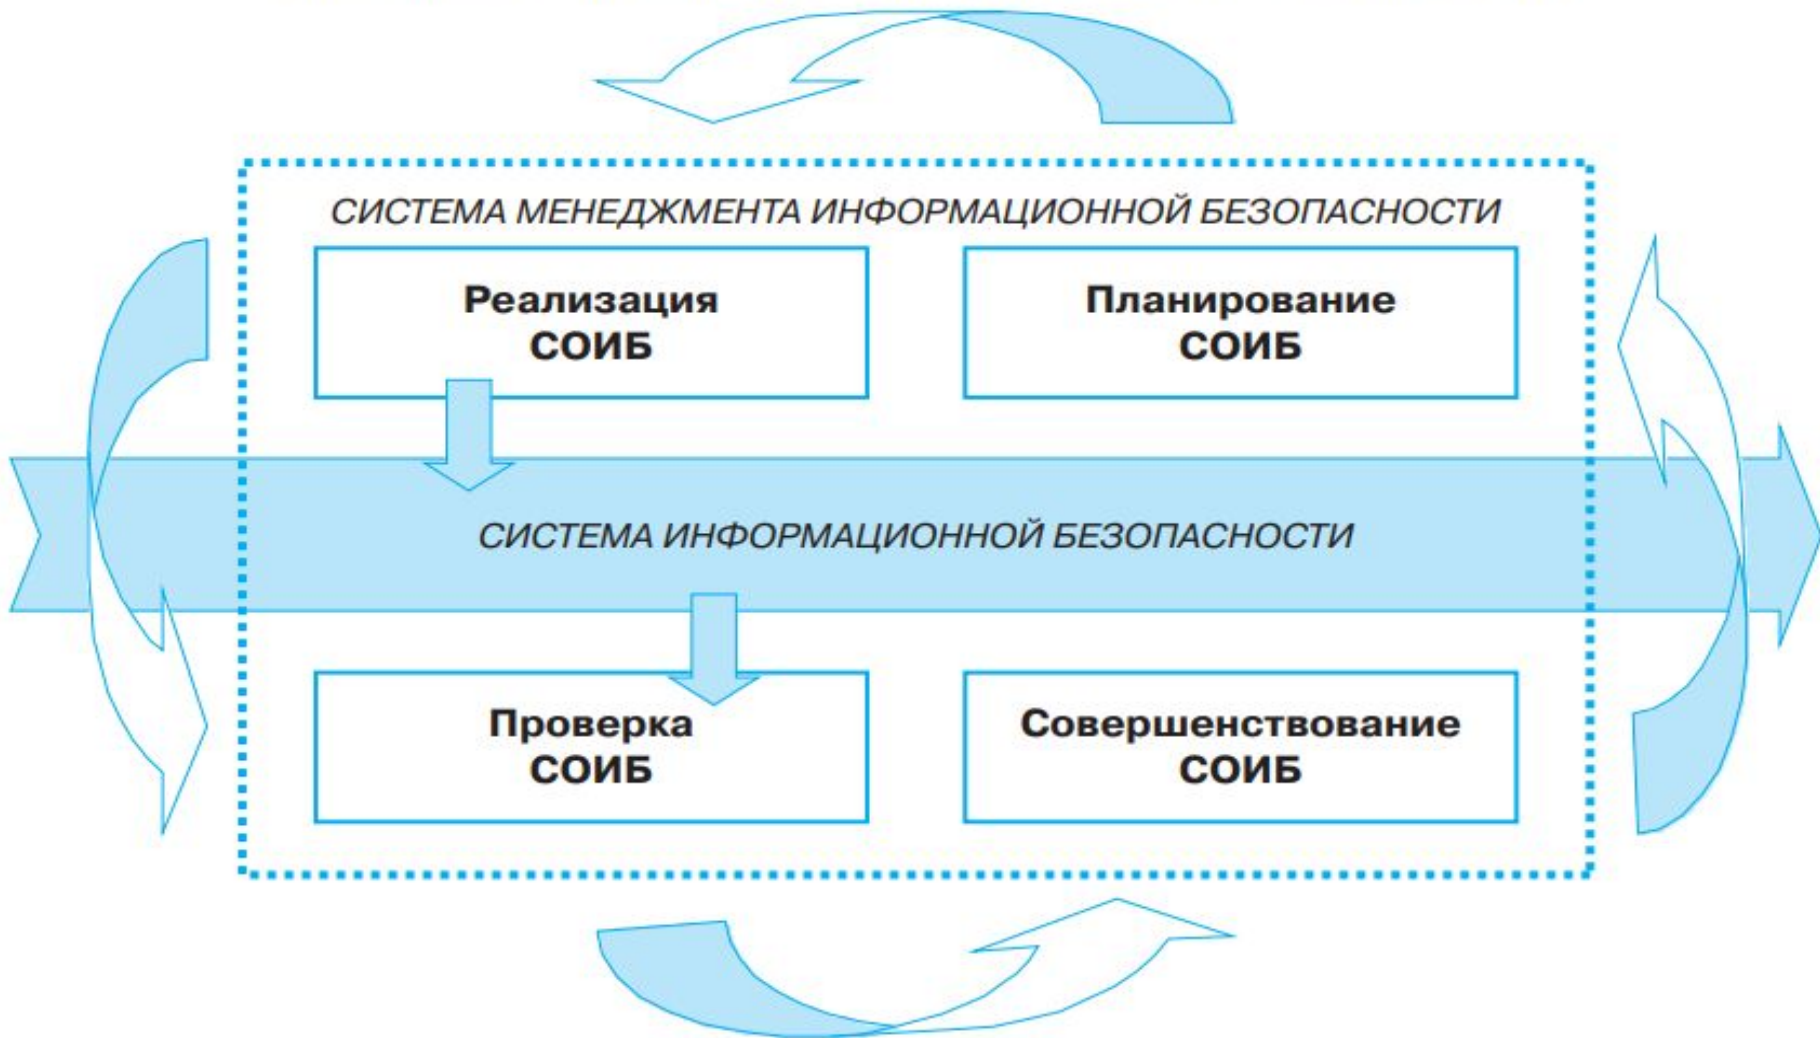 СИСТЕМА МЕНЕДЖМЕНТА ИНФОРМАЦИОННОЙ БЕЗОПАСНОСТИ
Реализация
СОИБ
Планирование
СОИБ
СИСТЕМА ИНФОРМАЦИОННОЙ БЕЗОПАСНОСТИ
Проверка
СОИБ
Совершенствование
СОИБ